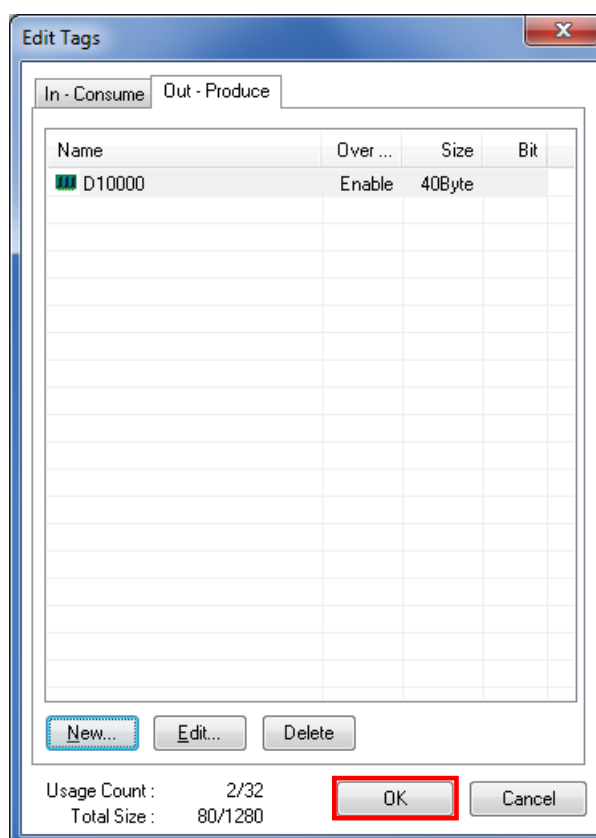 Edit Tags
In - Consume Out - Produce
Name Over ... Size Bit
D10000 Enable 40Byte
New... Edit... Delete
Usage Count : 2/32
Total Size : 80/1280
OK Cancel